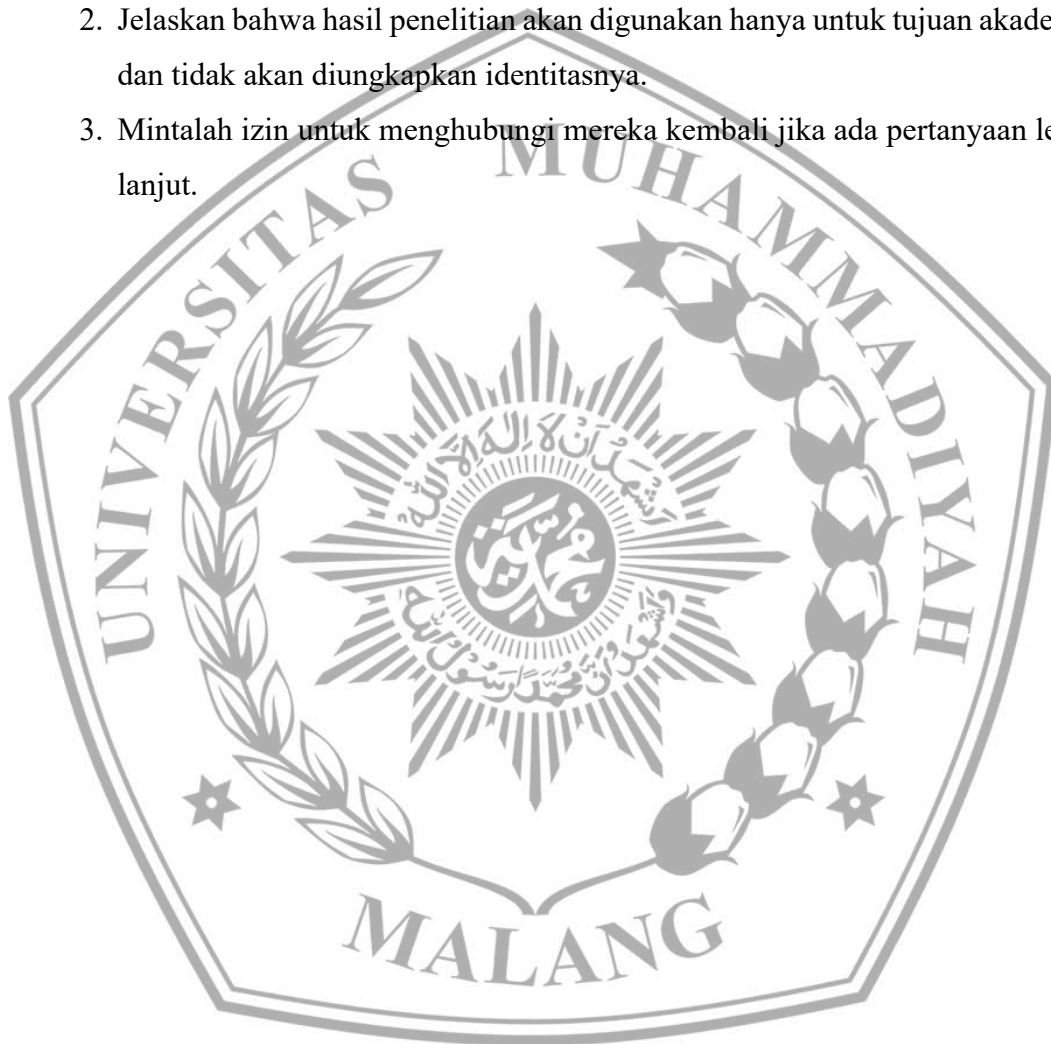 2. Jelaskan bahwa hasil penelitian akan digunakan hanya untuk tujuan akade
dan tidak akan diungkapkan identitasnya.
3. Mintalah izin untuk menghubungi mereka kembali jika ada pertanyaan le
lanjut.
UNIVERSITAS MUHAMMADIYAH
MALANG